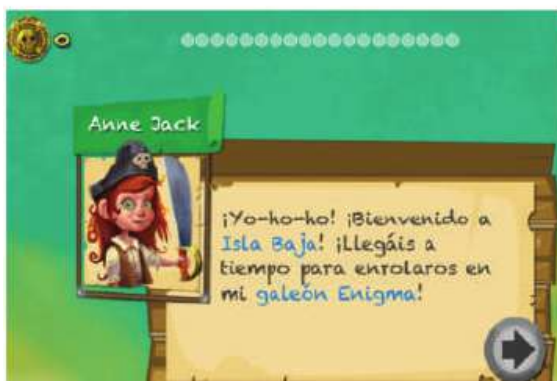 Anne Jack
¡Yo-ho-ho! ¡Bienvenido a
Isla Baja! ¡Llegáis a
tiempo para enrolaros en
mi galeón Enigma!